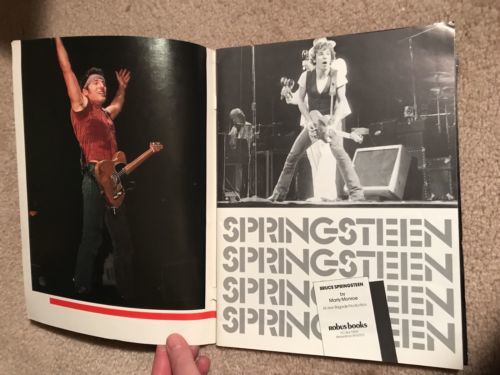 SPRINGSTEEN
SPRINGSTEEN
SPRINGSTEEN
SPRINGSTEEN
BRUCE SPRINGSTEEN
by
Marty Monroe
Robus books